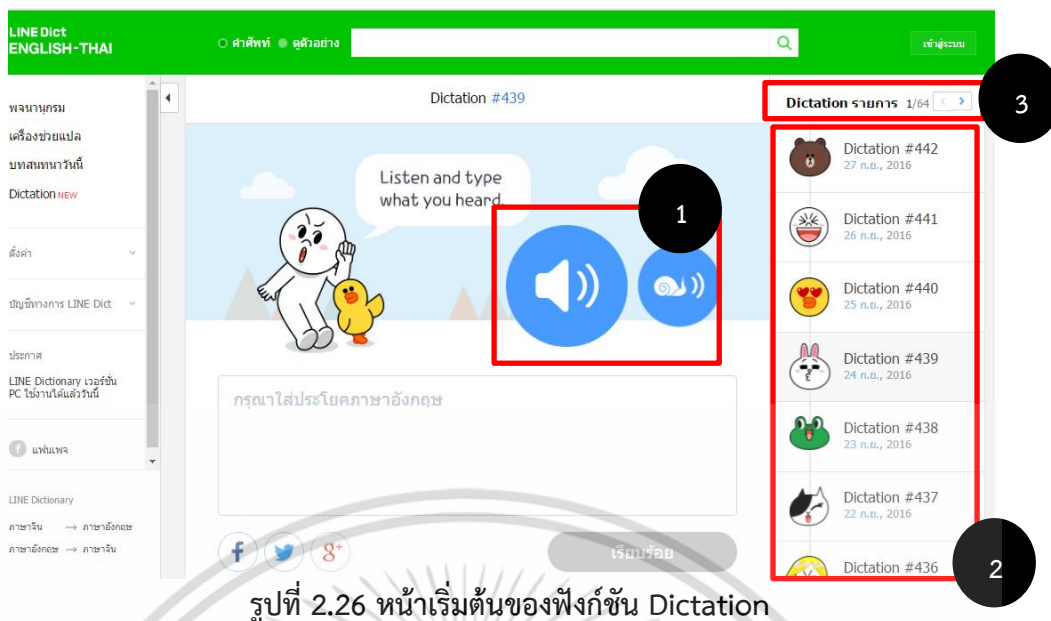 LINE Dict
ENGLISH-THAI
คำศัพท์ ดูตัวอย่าง
เข้าสู่ระบบ
พจนานุกรม
เครื่องช่วยแปล
บทสนทนาวันนี้
Dictation NEW
ตั้งค่า
บัญชีทางการ LINE Dict
ประกาศ
LINE Dictionary เวอร์ชั่น
PC ใช้งานได้แล้ววันนี้
แฟนเพจ
LINE Dictionary
ภาษาจีน → ภาษาอังกฤษ
ภาษาอังกฤษ → ภาษาจีน
Dictation #439
Listen and type
what you heard.
1
กรุณาใส่ประโยคภาษาอังกฤษ
f 8+
เรียบร้อย
Dictation รายการ 1/64 < >
3
Dictation #442
27 ก.ย., 2016
Dictation #441
26 ก.ย., 2016
Dictation #440
25 ก.ย., 2016
Dictation #439
24 ก.ย., 2016
Dictation #438
23 ก.ย., 2016
Dictation #437
22 ก.ย., 2016
Dictation #436
2
รูปที่ 2.26 หน้าเริ่มต้นของฟังก์ชัน Dictation